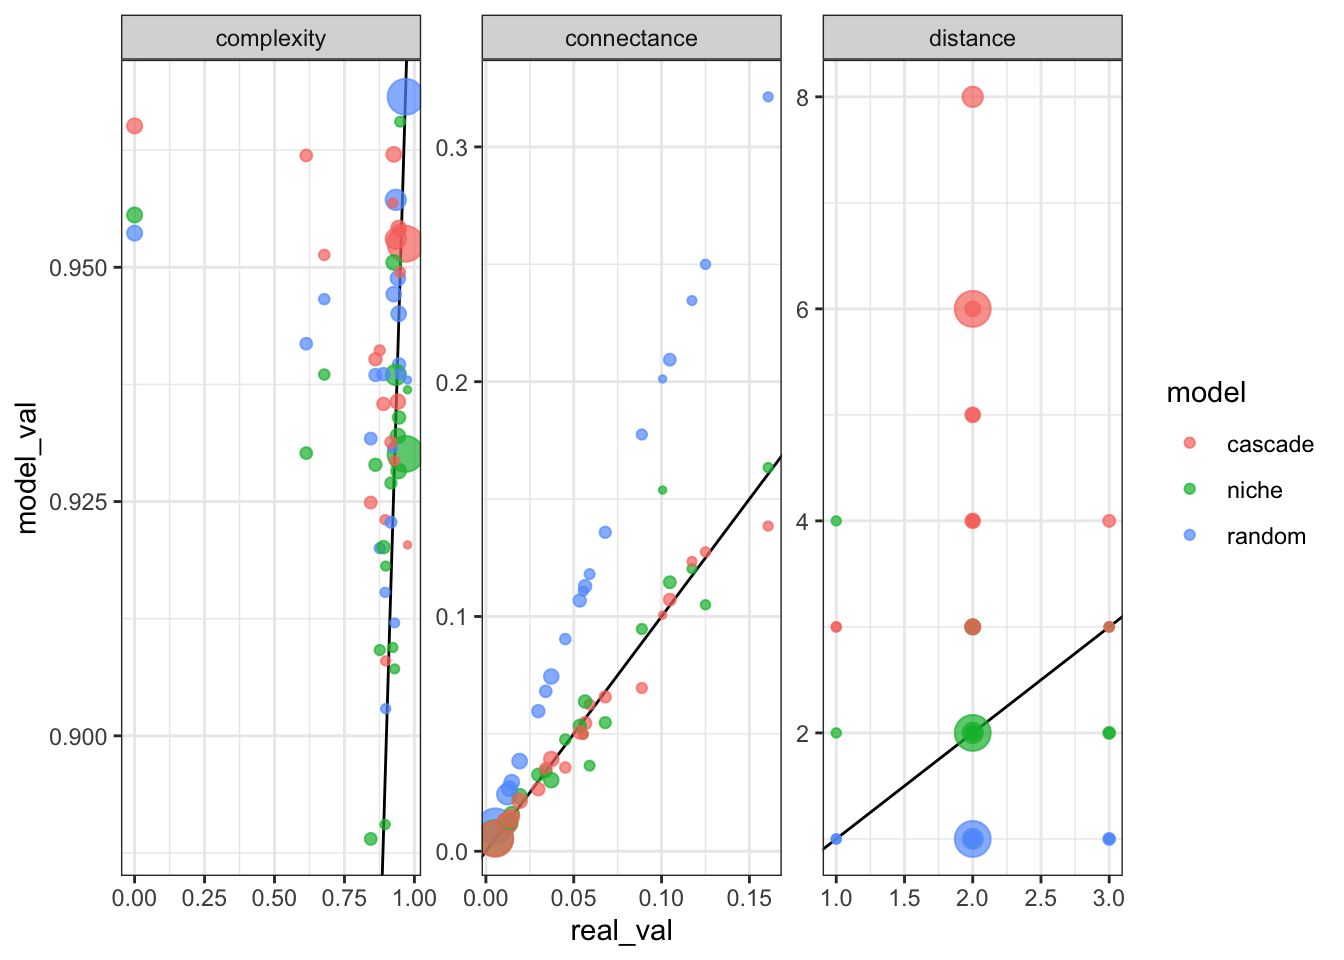 complexity connectance distance
model_val
0.950
0.925
0.900
0.3
0.2
0.1
0.0
8
6
4
2
0.00 0.25 0.50 0.75 1.00
0.00 0.05 0.10 0.15
1.0 1.5 2.0 2.5 3.0
real_val
model
cascade
niche
random